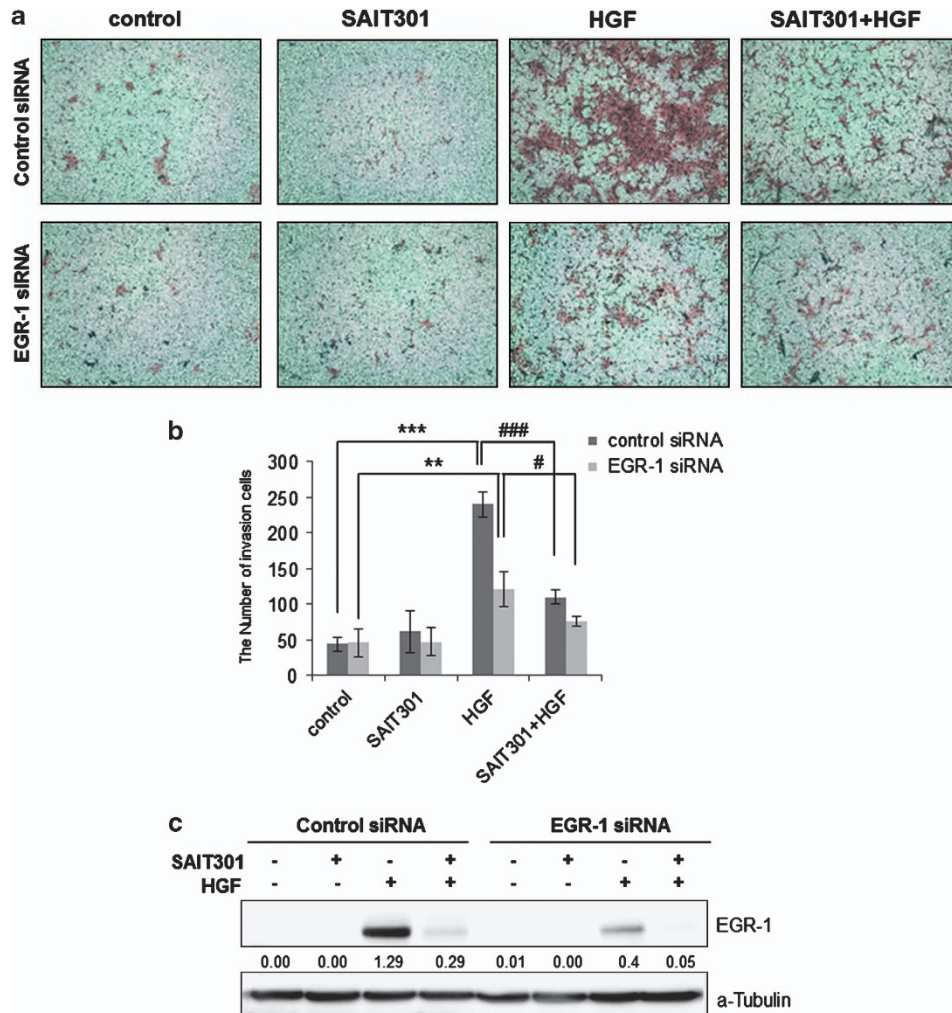 a
control SAIT301 HGF SAIT301+HGF
Control siRNA
EGR-1 siRNA
b
*** ###
** #
control siRNA
EGR-1 siRNA
The Number of invasion cells
300
250
200
150
100
50
0
control SAIT301 HGF SAIT301+HGF
c
Control siRNA EGR-1 siRNA
SAIT301 - + - + - + - +
HGF - - + + - - + +
EGR-1
0.00 0.00 1.29 0.29 0.01 0.00 0.4 0.05
a-Tubulin